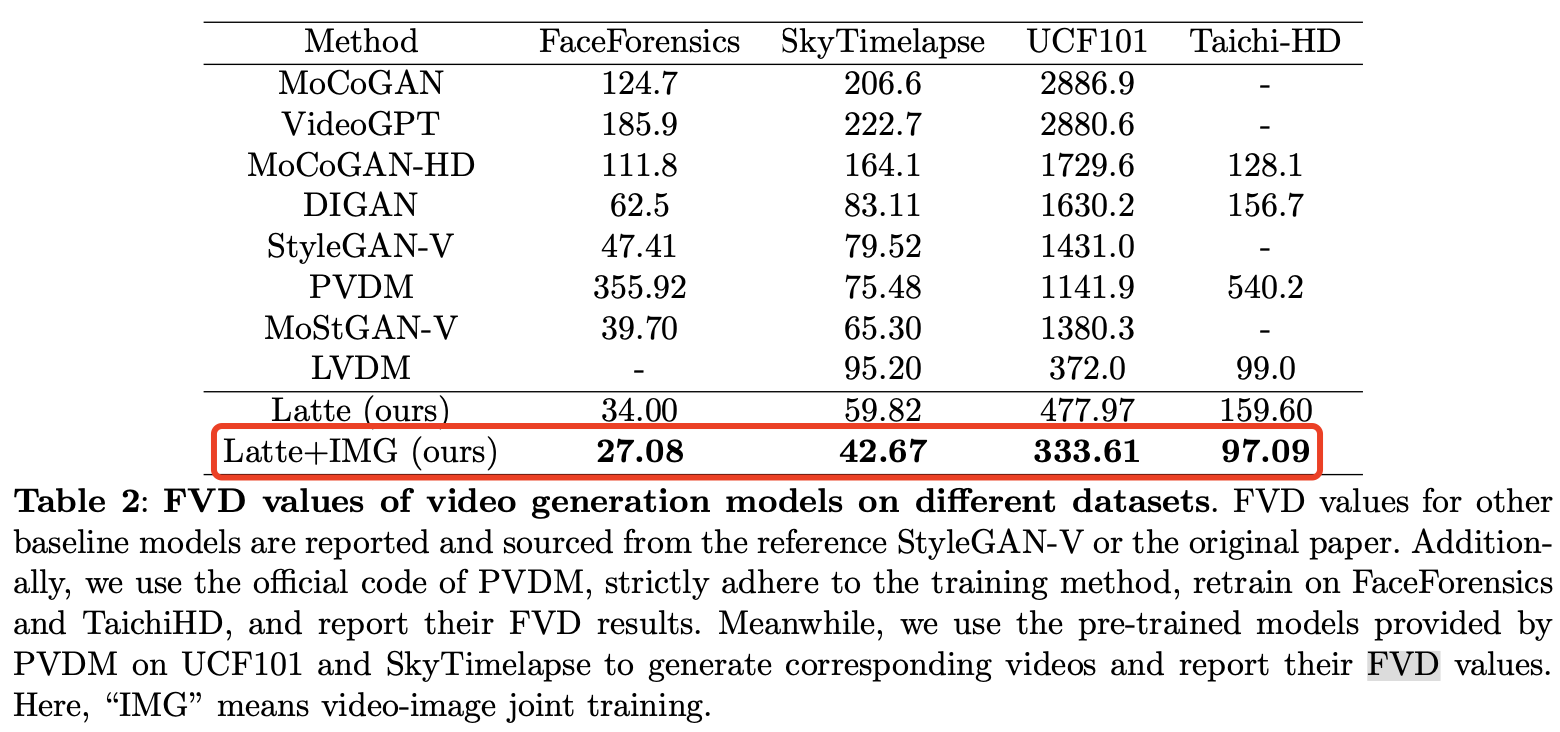 Method FaceForensics SkyTimelapse UCF101 Taichi-HD
MoCoGAN 124.7 206.6 2886.9 -
VideoGPT 185.9 222.7 2880.6 -
MoCoGAN-HD 111.8 164.1 1729.6 128.1
DIGAN 62.5 83.11 1630.2 156.7
StyleGAN-V 47.41 79.52 1431.0 -
PVDM 355.92 75.48 1141.9 540.2
MoStGAN-V 39.70 65.30 1380.3 -
LVDM - 95.20 372.0 99.0
Latte (ours) 34.00 59.82 477.97 159.60
Latte+IMG (ours) 27.08 42.67 333.61 97.09
Table 2: FVD values of video generation models on different datasets. FVD values for other
baseline models are reported and sourced from the reference StyleGAN-V or the original paper. Addition-
ally, we use the official code of PVDM, strictly adhere to the training method, retrain on FaceForensics
and TaichiHD, and report their FVD results. Meanwhile, we use the pre-trained models provided by
PVDM on UCF101 and SkyTimelapse to generate corresponding videos and report their FVD values.
Here, “IMG” means video-image joint training.